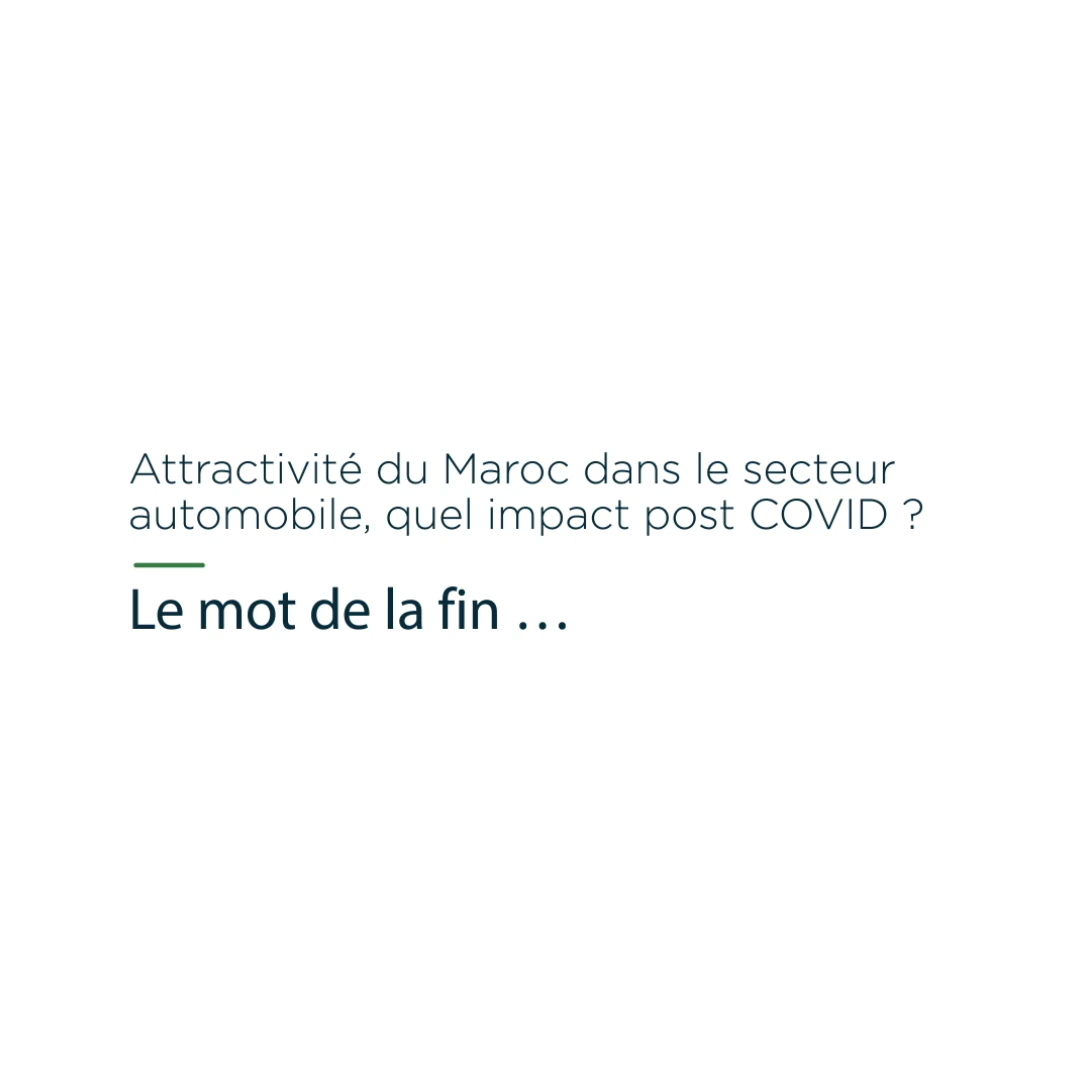 Attractivité du Maroc dans le secteur
automobile, quel impact post COVID ?
Le mot de la fin ...